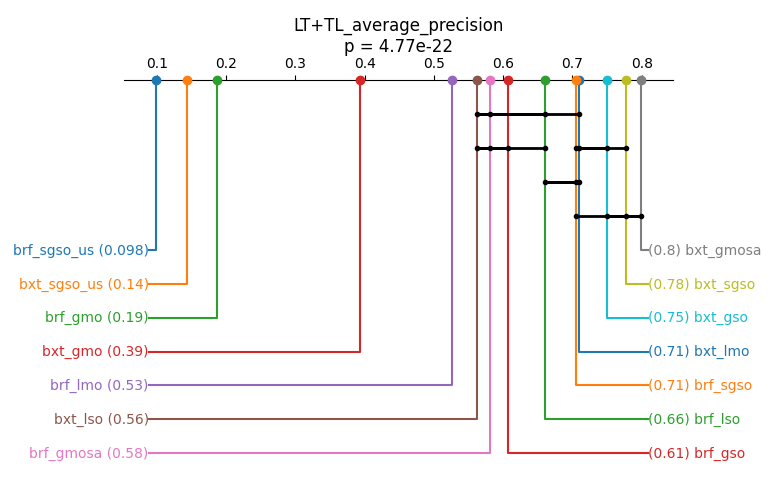 LT+TL_average_precision
p = 4.77e-22
0.1 0.2 0.3 0.4 0.5 0.6 0.7 0.8
brf_sgso_us (0.098) (0.8) bxt_gmosa
bxt_sgso_us (0.14) (0.78) bxt_sgso
brf_gmo (0.19) (0.75) bxt_gso
bxt_gmo (0.39) (0.71) bxt_lmo
brf_lmo (0.53) (0.71) brf_sgso
bxt_lso (0.56) (0.66) brf_lso
brf_gmosa (0.58) (0.61) brf_gso